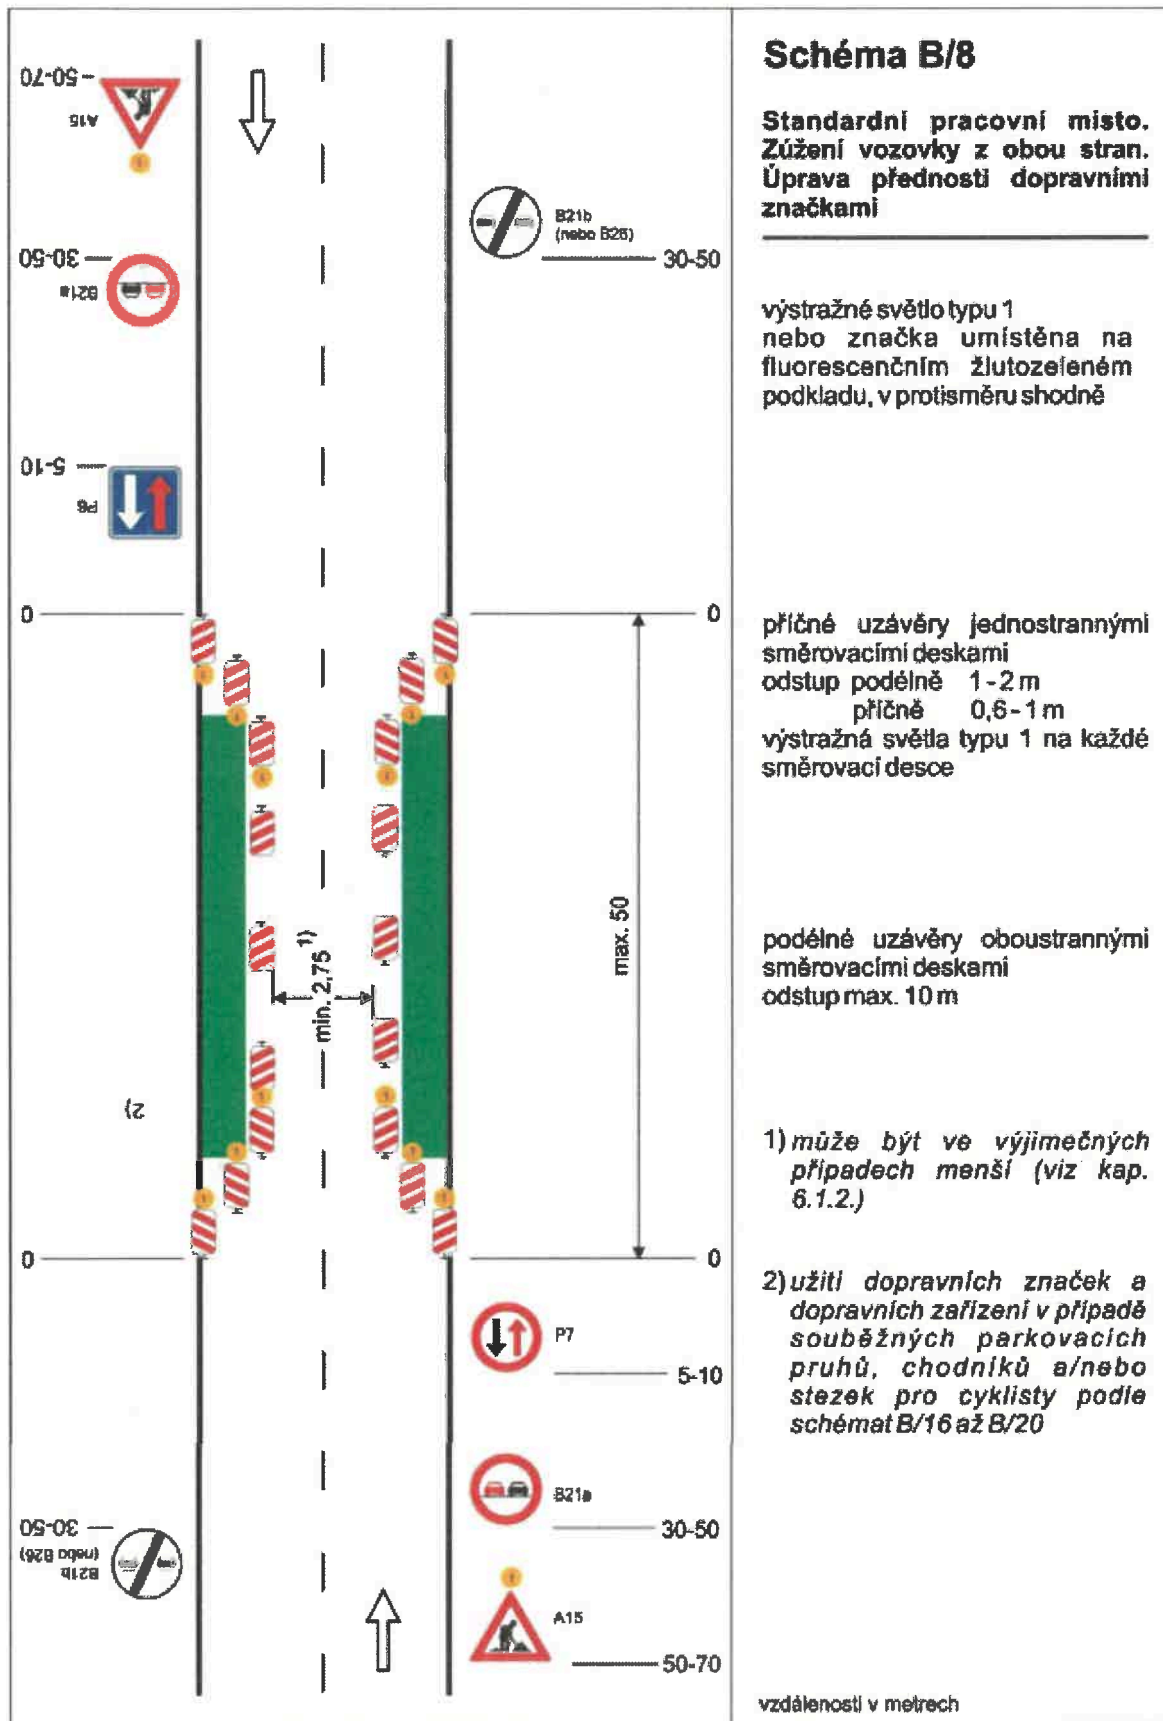 Schéma B/8
Standardní pracovní místo.
Zúžení vozovky z obou stran.
Úprava přednosti dopravními
značkami
výstražné světlo typu 1
nebo značka umístěna na
fluorescenčním žlutozeleném
podkladu, v protisměru shodně
příčné uzávěry jednostrannými
směrovacími deskami
odstup podélně 1-2 m
příčně 0,6-1 m
výstražná světla typu 1 na každé
směrovací desce
podélné uzávěry oboustrannými
směrovacími deskami
odstup max. 10 m
1) může být ve výjimečných
případech menší (viz kap.
6.1.2.)
2) užití dopravních značek a
dopravních zařízení v případě
souběžných parkovacích
pruhů, chodníků a/nebo
stezek pro cyklisty podle
schémat B/16 až B/20
vzdálenosti v metrech
50-70
A15
30-50
B21a
5-10
P8
0
2)
0
30-50
B21b
(nebo B26)
min. 2,75 1)
B21b
(nebo B26)
30-50
0
max. 50
0
P7
5-10
B21a
30-50
A15
50-70